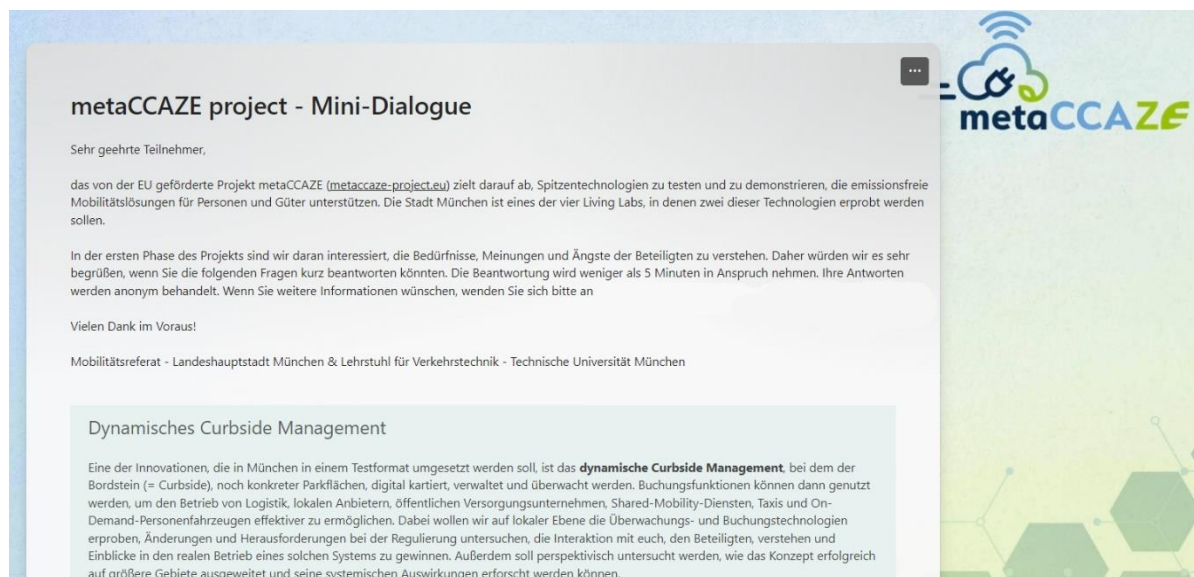 metaCCAZE
metaCCAZE project - Mini-Dialogue
Sehr geehrte Teilnehmer,
das von der EU geförderte Projekt metaCCAZE (metaccaze-project.eu) zielt darauf ab, Spitzentechnologien zu testen und zu demonstrieren, die emissionsfreie
Mobilitätslösungen für Personen und Güter unterstützen. Die Stadt München ist eines der vier Living Labs, in denen zwei dieser Technologien erprobt werden
sollen.
In der ersten Phase des Projekts sind wir daran interessiert, die Bedürfnisse, Meinungen und Ängste der Beteiligten zu verstehen. Daher würden wir es sehr
begrüßen, wenn Sie die folgenden Fragen kurz beantworten könnten. Die Beantwortung wird weniger als 5 Minuten in Anspruch nehmen. Ihre Antworten
werden anonym behandelt. Wenn Sie weitere Informationen wünschen, wenden Sie sich bitte an
Vielen Dank im Voraus!
Mobilitätsreferat - Landeshauptstadt München & Lehrstuhl für Verkehrstechnik - Technische Universität München
Dynamisches Curbside Management
Eine der Innovationen, die in München in einem Testformat umgesetzt werden soll, ist das dynamische Curbside Management, bei dem der
Bordstein (= Curbside), noch konkreter Parkflächen, digital kartiert, verwaltet und überwacht werden. Buchungsfunktionen können dann genutzt
werden, um den Betrieb von Logistik, lokalen Anbietern, öffentlichen Versorgungsunternehmen, Shared-Mobility-Diensten, Taxis und On-
Demand-Personenfahrzeugen effektiver zu ermöglichen. Dabei wollen wir auf lokaler Ebene die Überwachungs- und Buchungstechnologien
erproben, Änderungen und Herausforderungen bei der Regulierung untersuchen, die Interaktion mit euch, den Beteiligten, verstehen und
Einblicke in den realen Betrieb eines solchen Systems zu gewinnen. Außerdem soll perspektivisch untersucht werden, wie das Konzept erfolgreich
auf größere Gebiete ausgeweitet und seine systemischen Auswirkungen erforscht werden können.